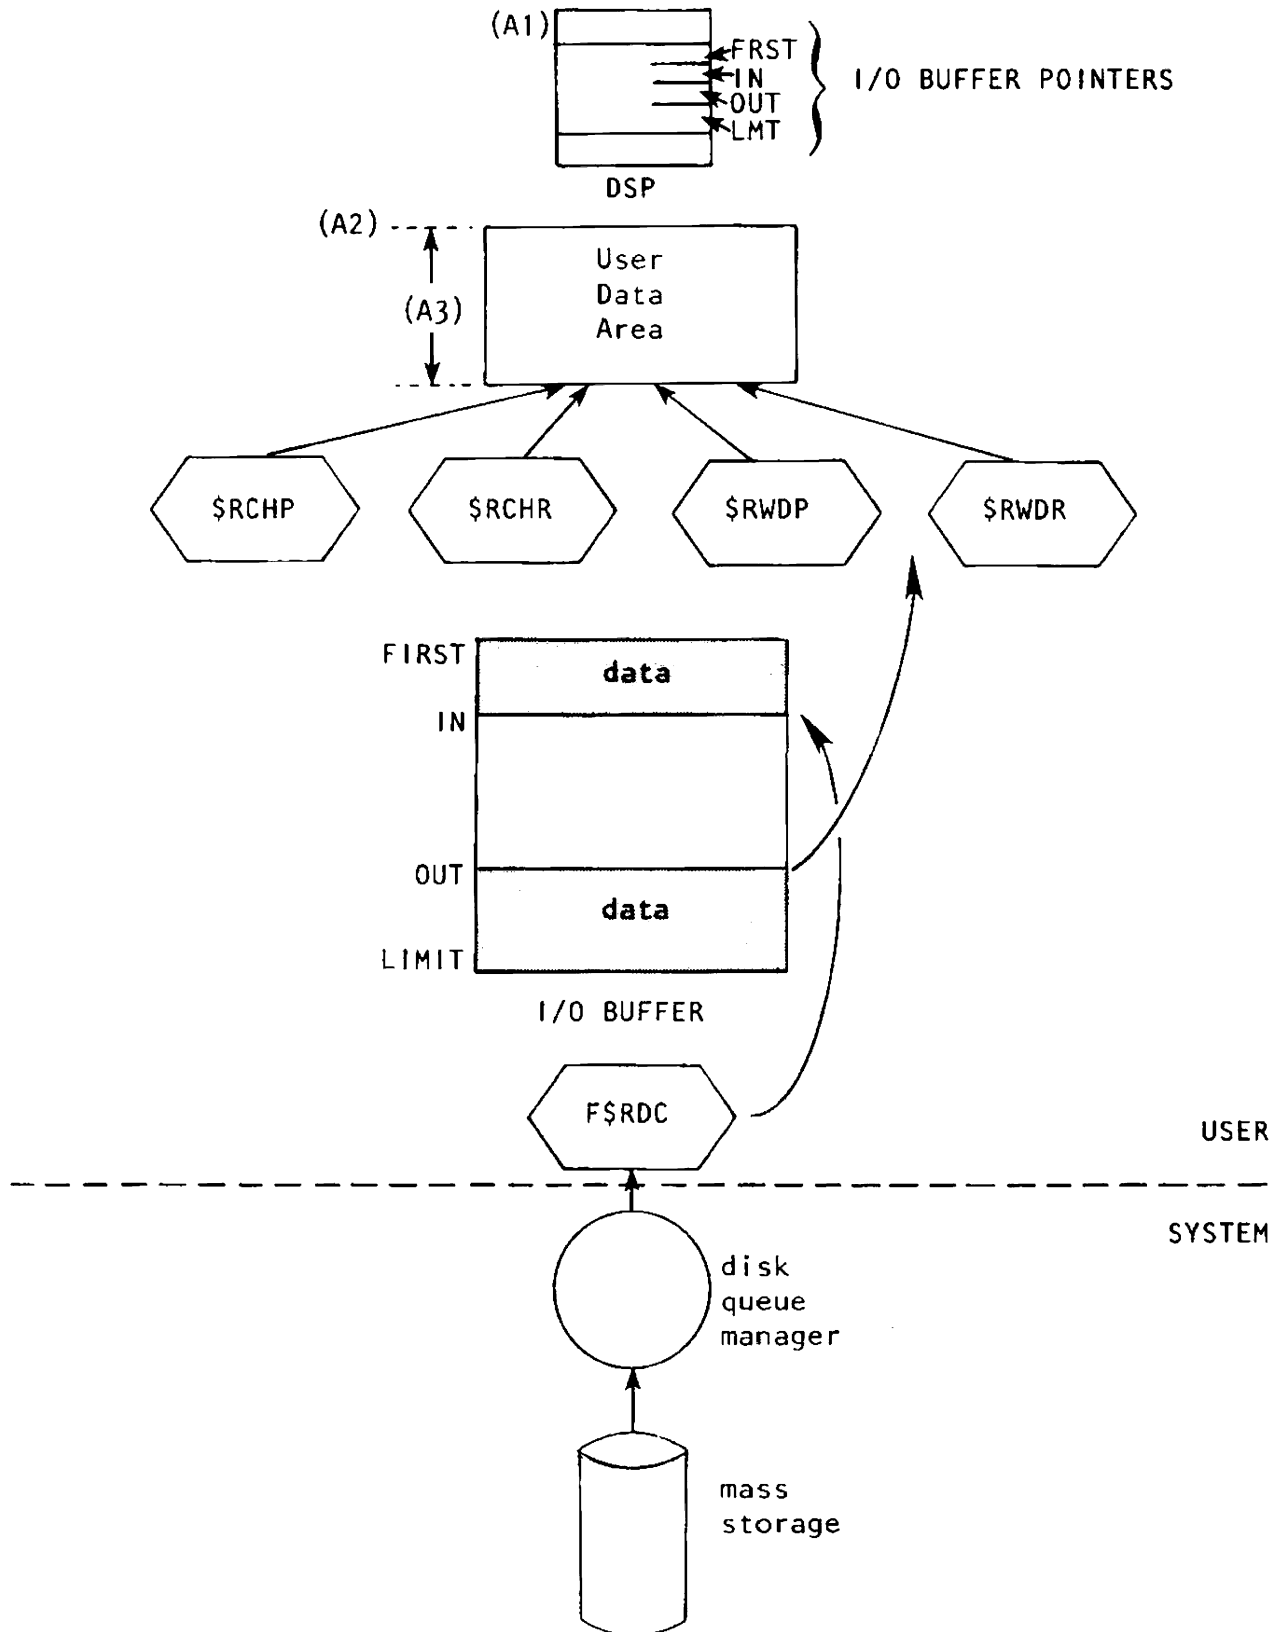 (A1)
FRST
IN
OUT
LMT
I/O BUFFER POINTERS
DSP
(A2)
User
Data
Area
(A3)
$RCHP
$RCHR
$RWDP
$RWDR
FIRST
data
IN
OUT
data
LIMIT
I/O BUFFER
F$RDC
USER
SYSTEM
disk
queue
manager
mass
storage